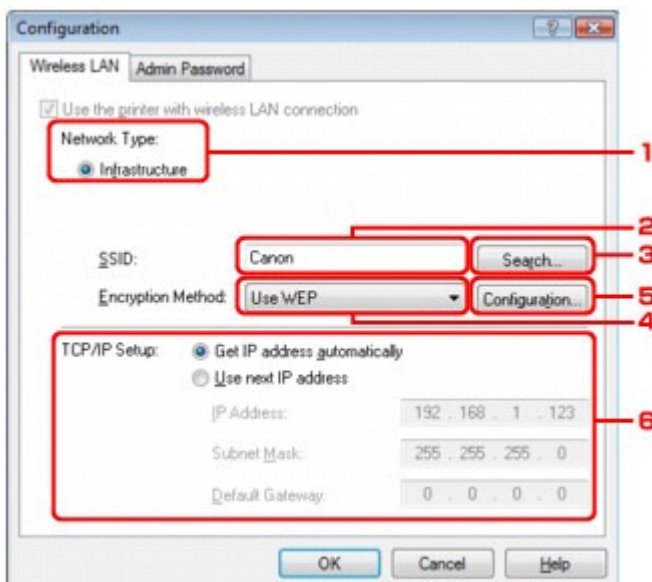 Configuration
Wireless LAN Admin Password
Use the printer with wireless LAN connection
Network Type:
1
Infrastructure
2
SSID: Canon Search... 3
Encryption Method: Use WEP Configuration... 5
4
TCP/IP Setup: Get IP address automatically
Use next IP address
IP Address: 192 . 168 . 1 . 123
6
Subnet Mask: 255 . 255 . 255 . 0
Default Gateway: 0 . 0 . 0 . 0
OK Cancel Help